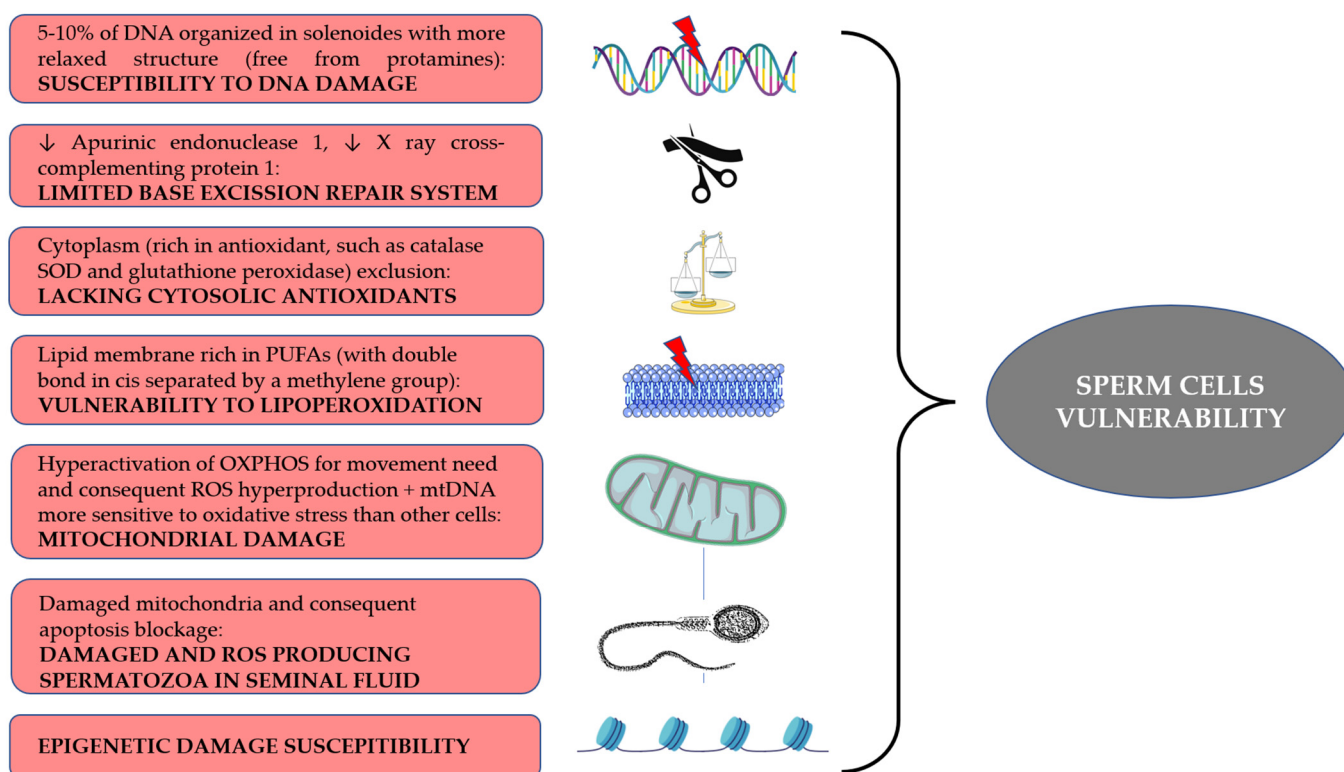 5-10% of DNA organized in solenoides with more
relaxed structure (free from protamines):
SUSCEPTIBILITY TO DNA DAMAGE
↓ Apurinic endonuclease 1, ↓ X ray cross-
complementing protein 1:
LIMITED BASE EXCISSION REPAIR SYSTEM
Cytoplasm (rich in antioxidant, such as catalase
SOD and glutathione peroxidase) exclusion:
LACKING CYTOSOLIC ANTIOXIDANTS
Lipid membrane rich in PUFAs (with double
bond in cis separated by a methylene group):
VULNERABILITY TO LIPOPEROXIDATION
Hyperactivation of OXPHOS for movement need
and consequent ROS hyperproduction + mtDNA
more sensitive to oxidative stress than other cells:
MITOCHONDRIAL DAMAGE
Damaged mitochondria and consequent
apoptosis blockage:
DAMAGED AND ROS PRODUCING
SPERMATOZOA IN SEMINAL FLUID
EPIGENETIC DAMAGE SUSCEPITIBILITY
SPERM CELLS
VULNERABILITY